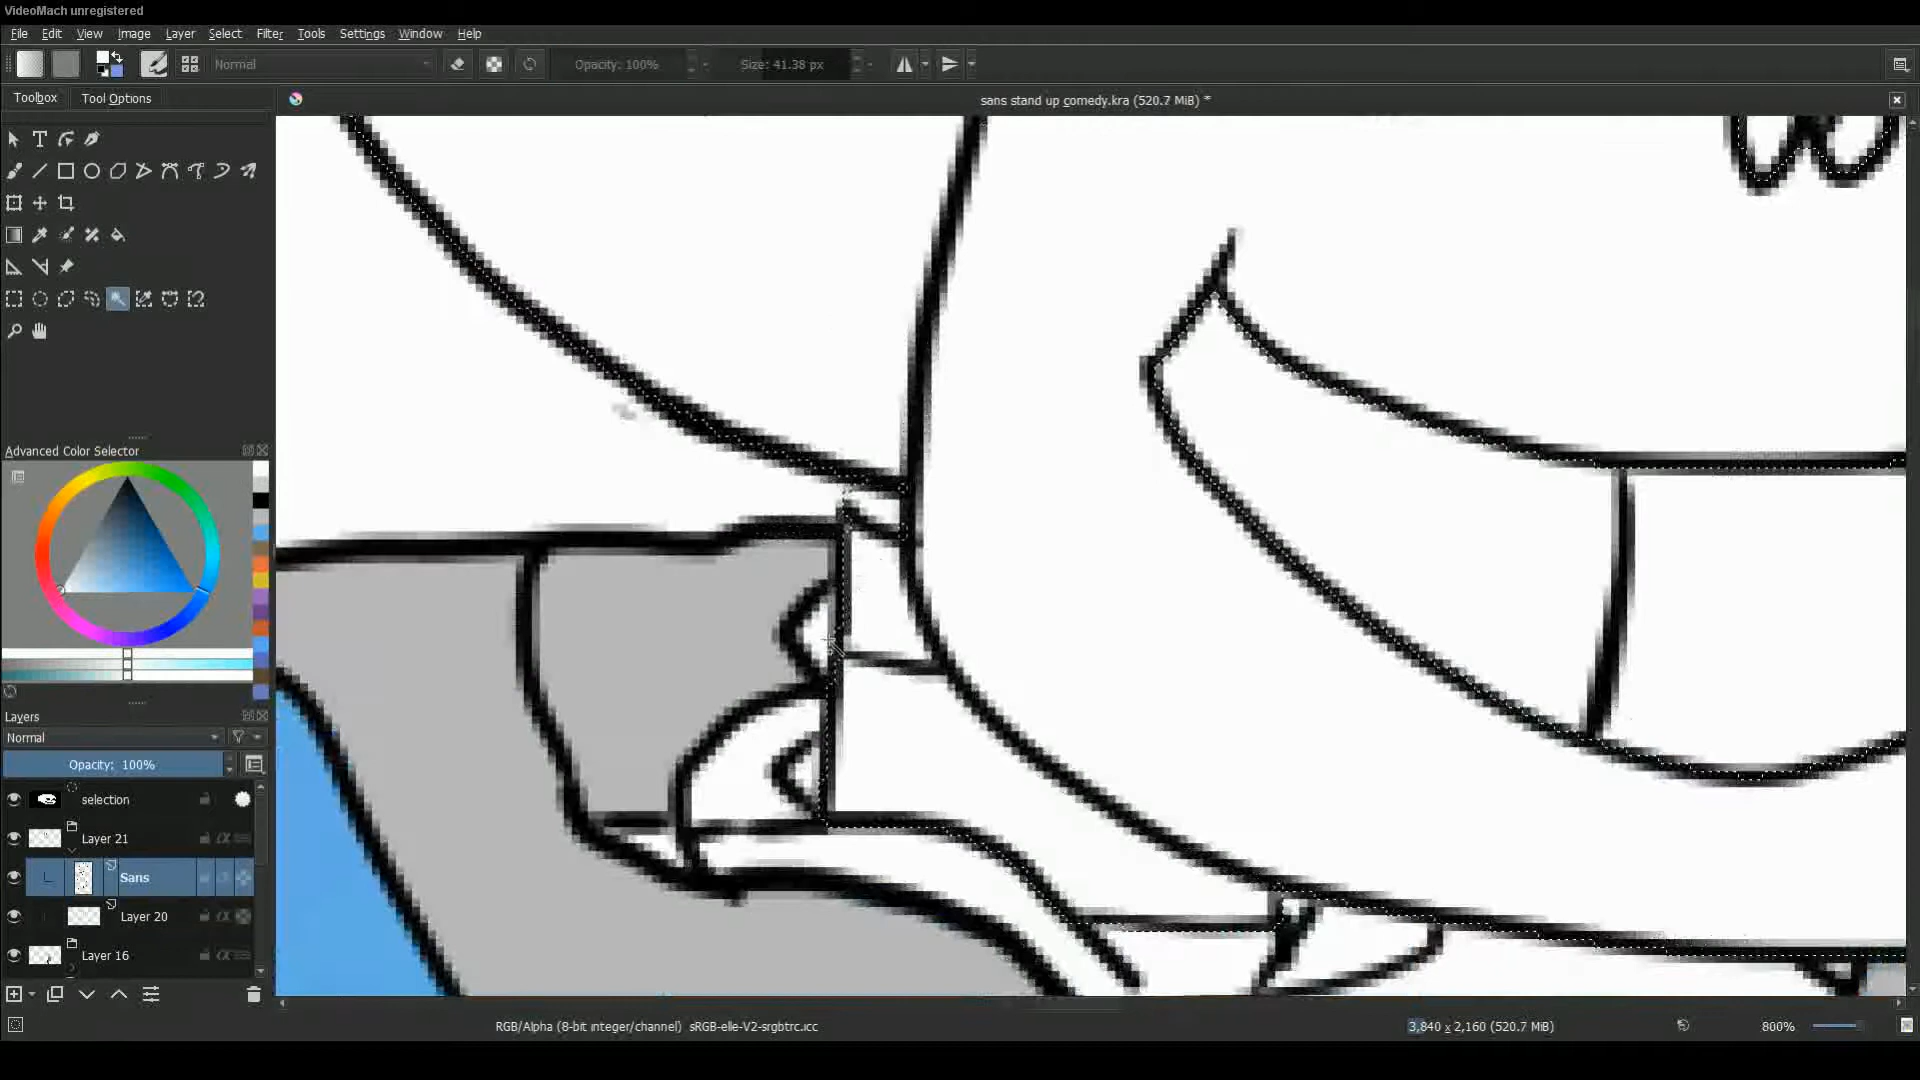 VideoMach unregistered
File Edit View Image Layer Select Filter Tools Settings Window Help
Normal Opacity: 100% Size: 41.38 px
Toolbox Tool Options
sans stand up comedy.kra (520.7 MiB) *
Advanced Color Selector
Layers
Normal
Opacity: 100%
selection
Layer 21
Sans
Layer 20
Layer 16
RGB/Alpha (8-bit integer/channel) sRGB-elle-V2-srgbtrc.icc
3,840 x 2,160 (520.7 MiB)
800%